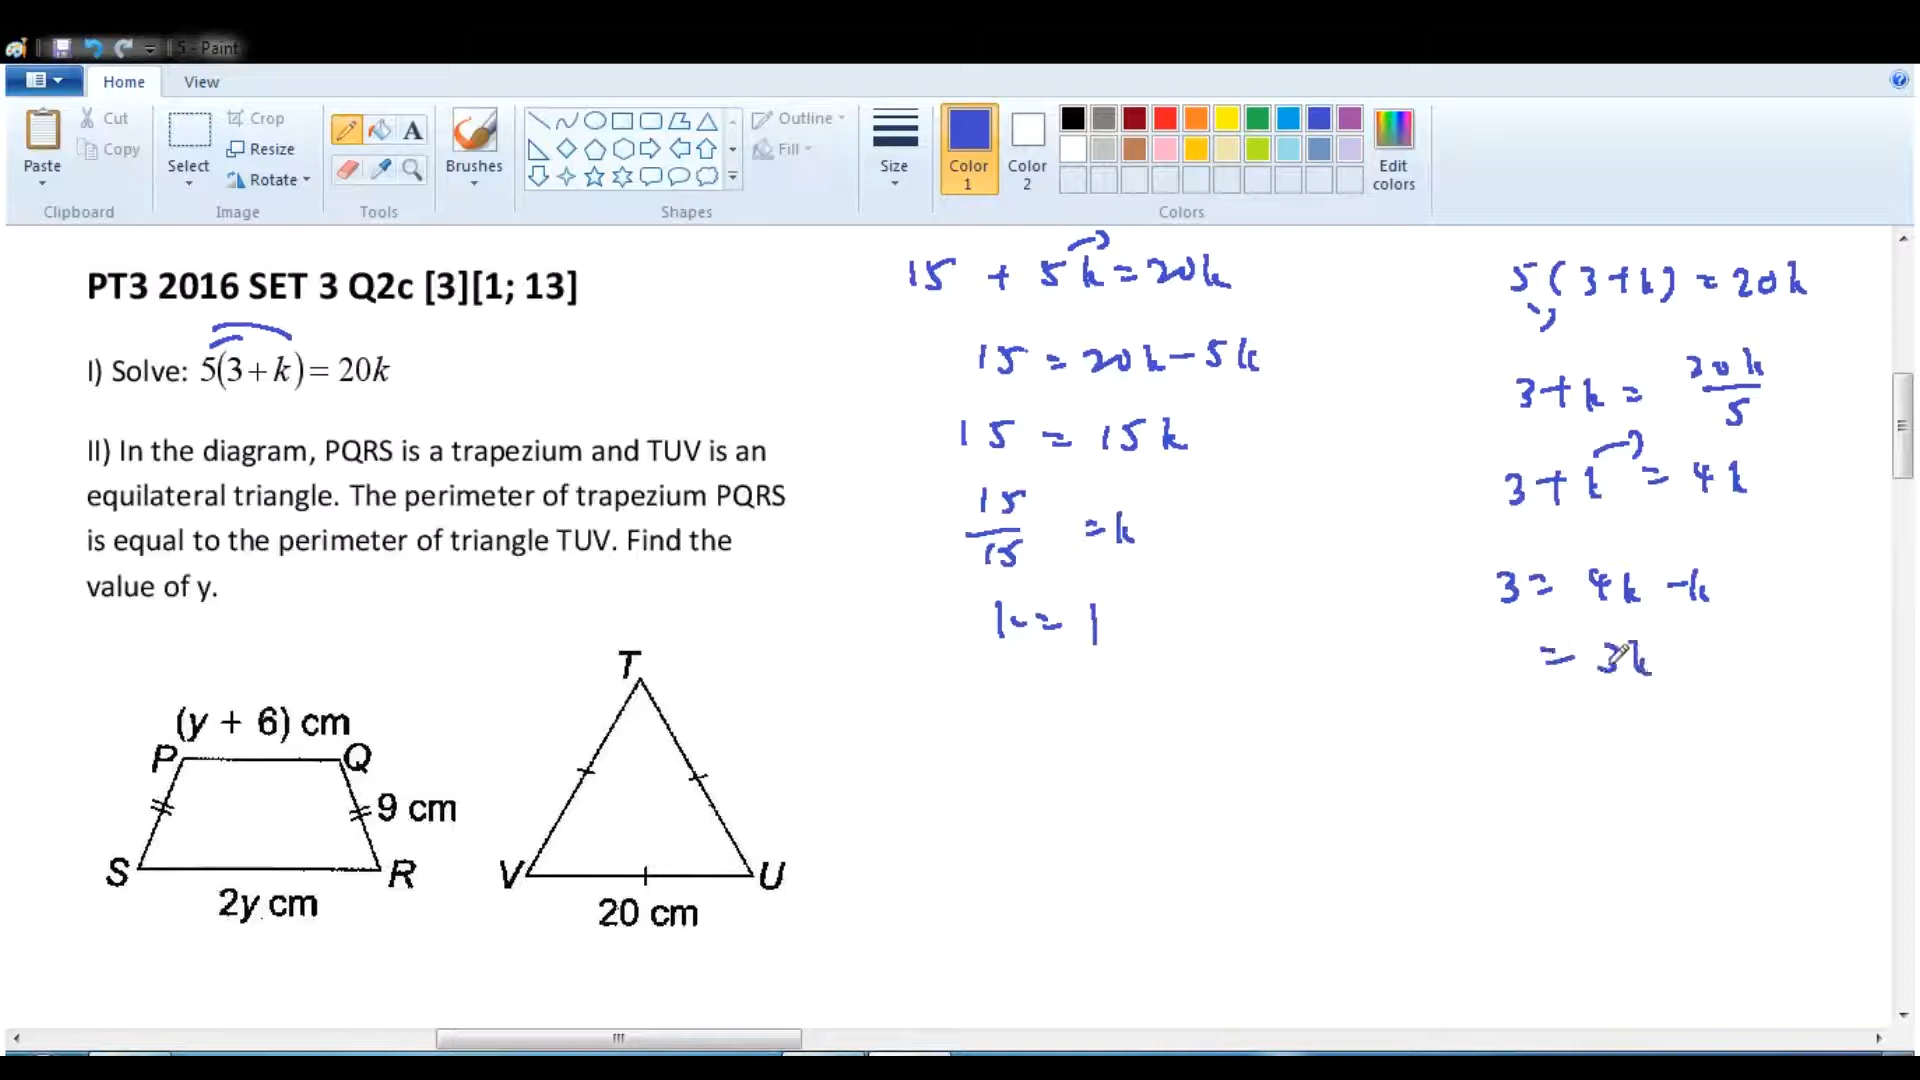 5 - Paint
Home View
Paste Cut Copy Clipboard
Select Crop Resize Rotate Image
A Tools
Brushes
Shapes Outline Fill
Size
Color 1 Color 2 Edit colors Colors
PT3 2016 SET 3 Q2c [3][1; 13]
I) Solve: 5(3 + k) = 20k
II) In the diagram, PQRS is a trapezium and TUV is an
equilateral triangle. The perimeter of trapezium PQRS
is equal to the perimeter of triangle TUV. Find the
value of y.
(y + 6) cm
P Q
9 cm
S R
2y cm
T
V U
20 cm
15 + 5k = 20k
15 = 20k - 5k
15 = 15k
15/15 = k
k = 1
5(3+k) = 20k
3+k = 20k/5
3+k = 4k
3 = 4k - k
= 3k